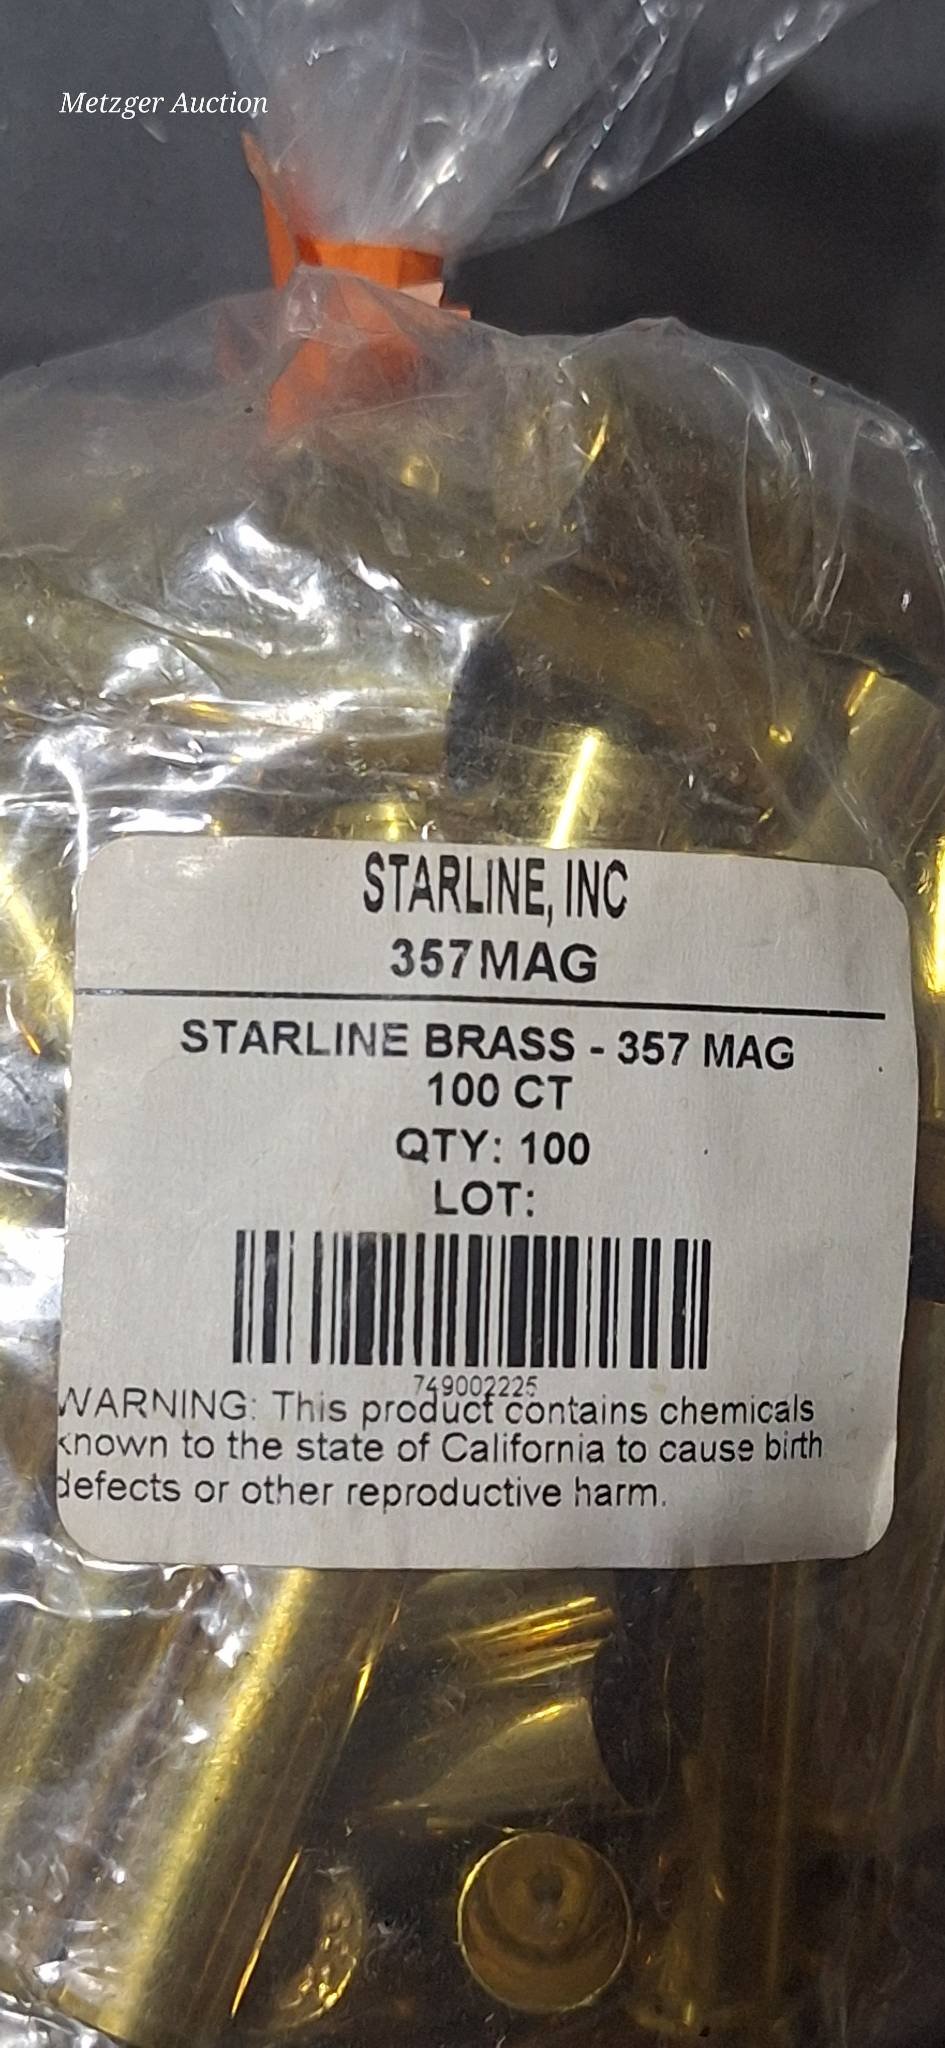 Metzger Auction
STARLINE, INC
357MAG
STARLINE BRASS - 357 MAG
100 CT
QTY: 100
LOT:
749002225
WARNING: This product contains chemicals
known to the state of California to cause birth
defects or other reproductive harm.